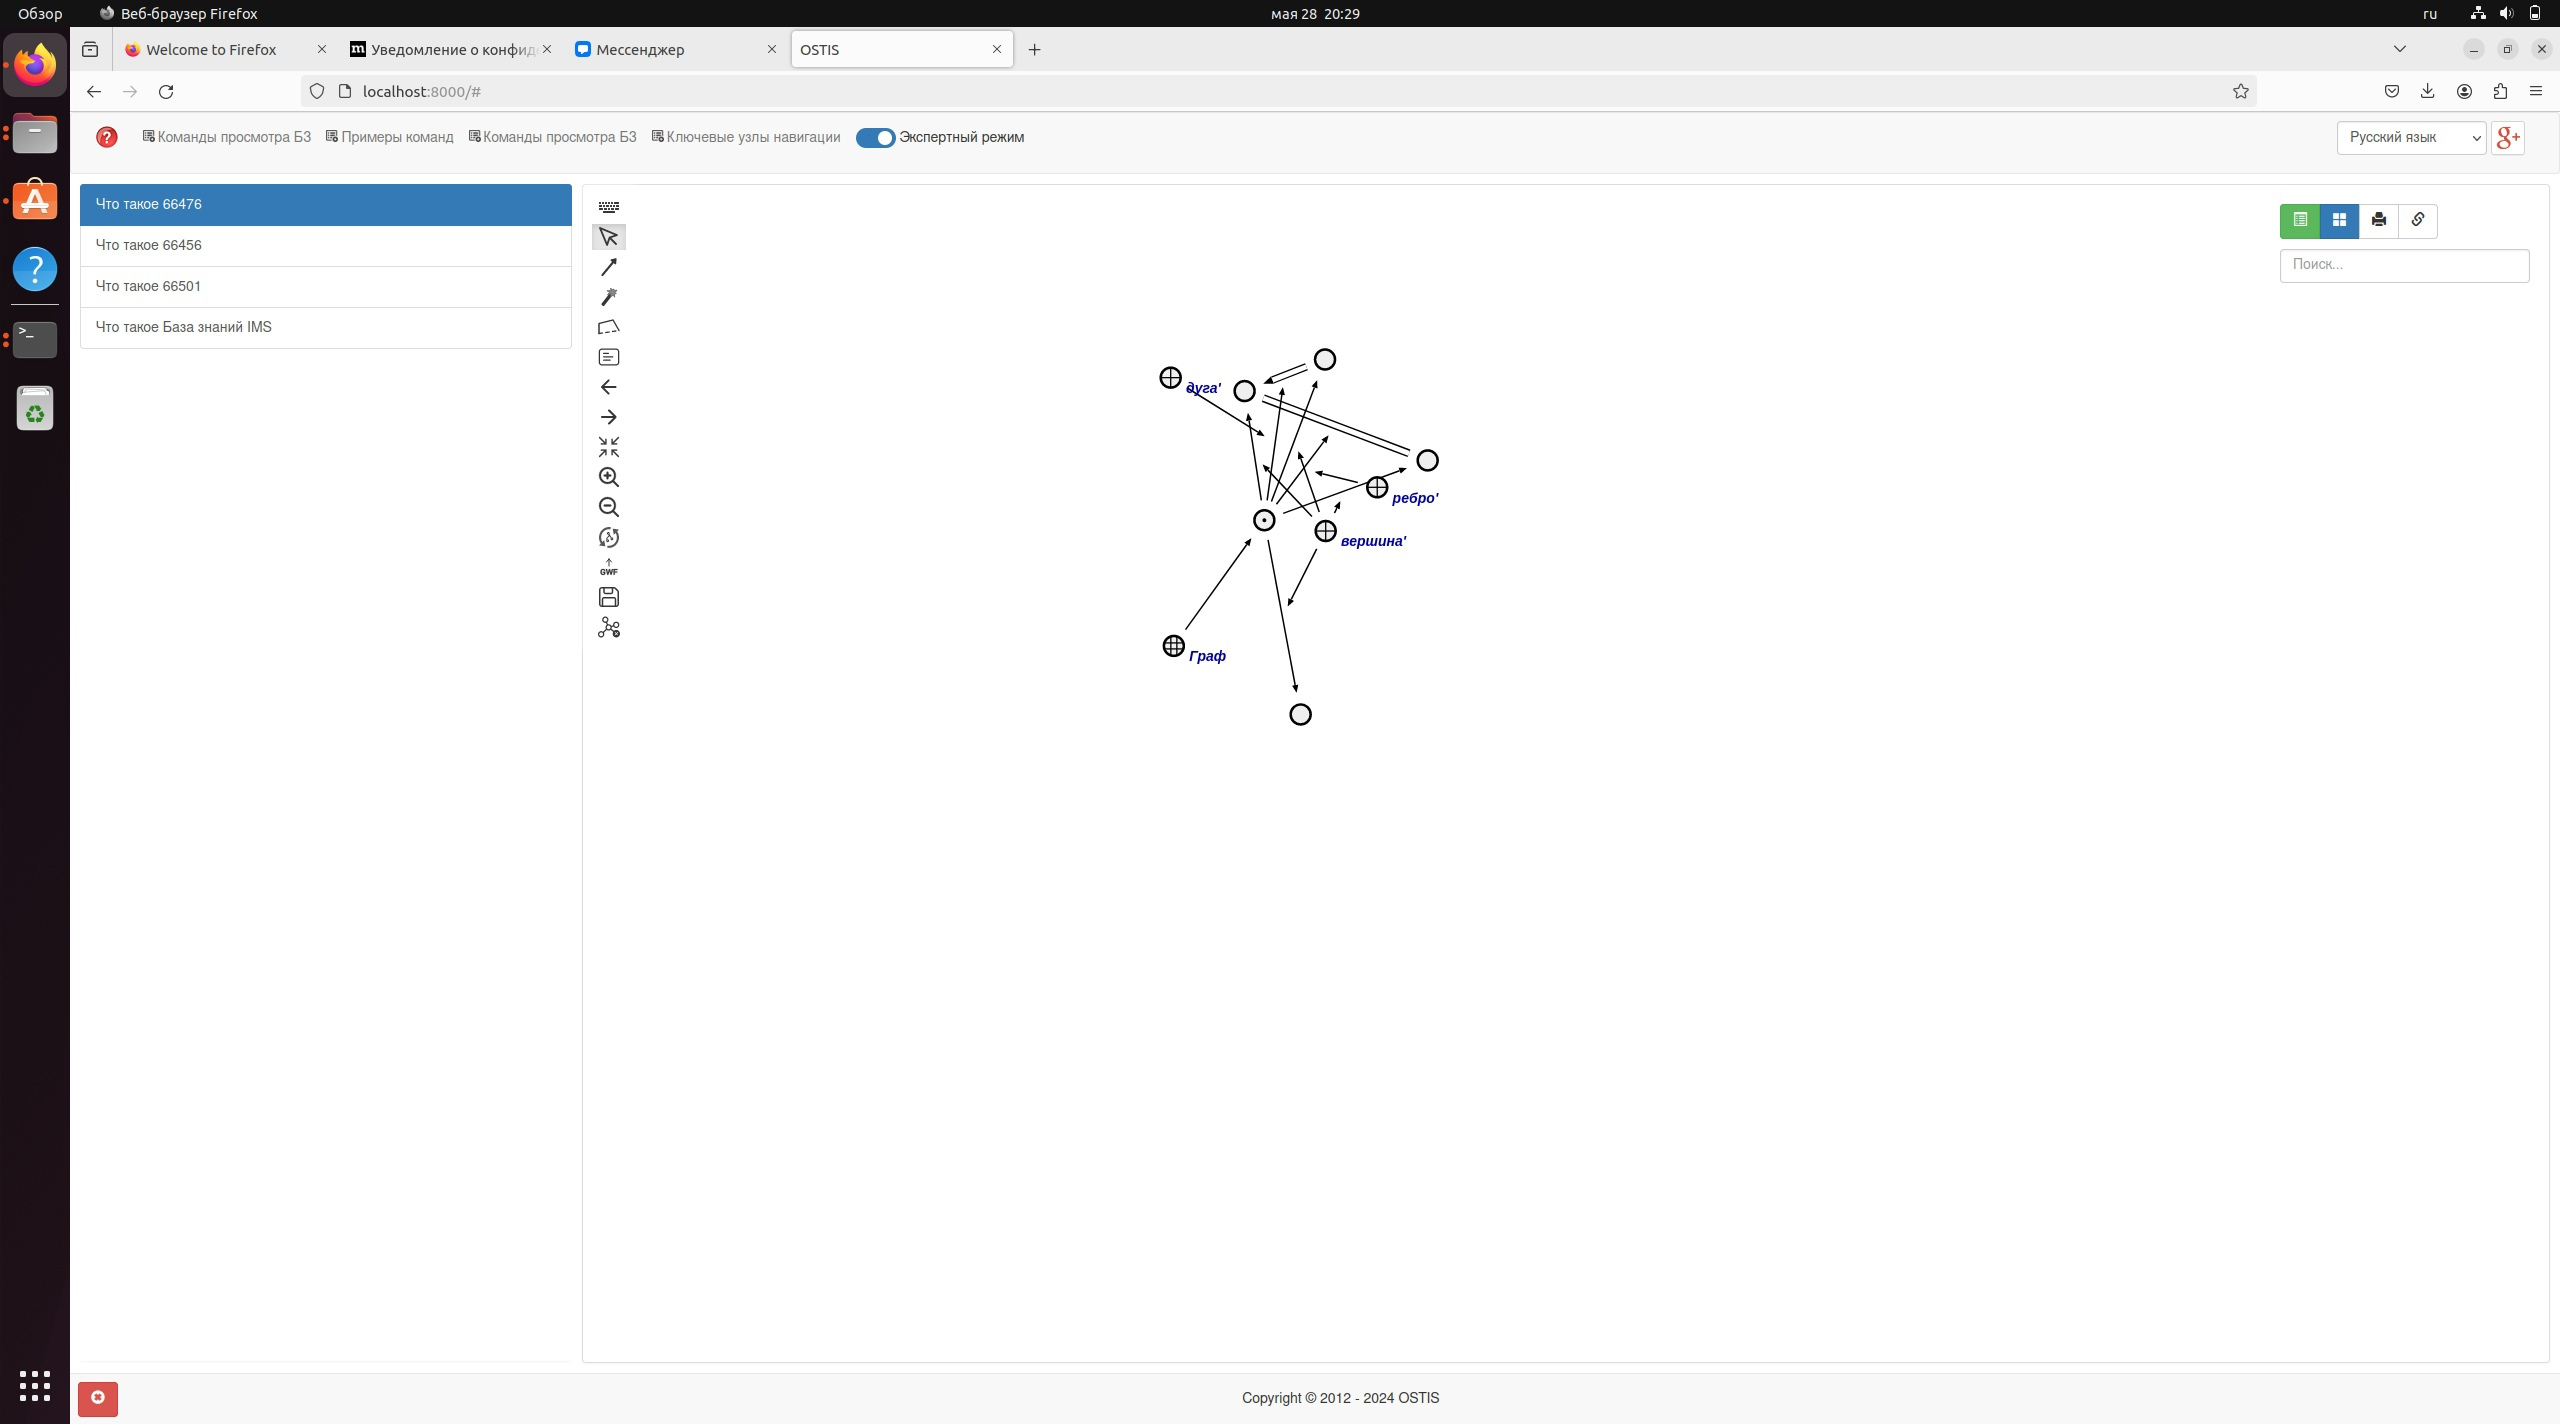 Обзор Веб-браузер Firefox мая 28 20:29 ru
Welcome to Firefox Уведомление о конфид Мессенджер OSTIS
localhost:8000/#
Команды просмотра БЗ Примеры команд Команды просмотра БЗ Ключевые узлы навигации Экспертный режим Русский язык g+
Что такое 66476
Что такое 66456
Что такое 66501
Что такое База знаний IMS
Поиск...
GWF
дуга'
ребро'
вершина'
Граф
Copyright © 2012 - 2024 OSTIS